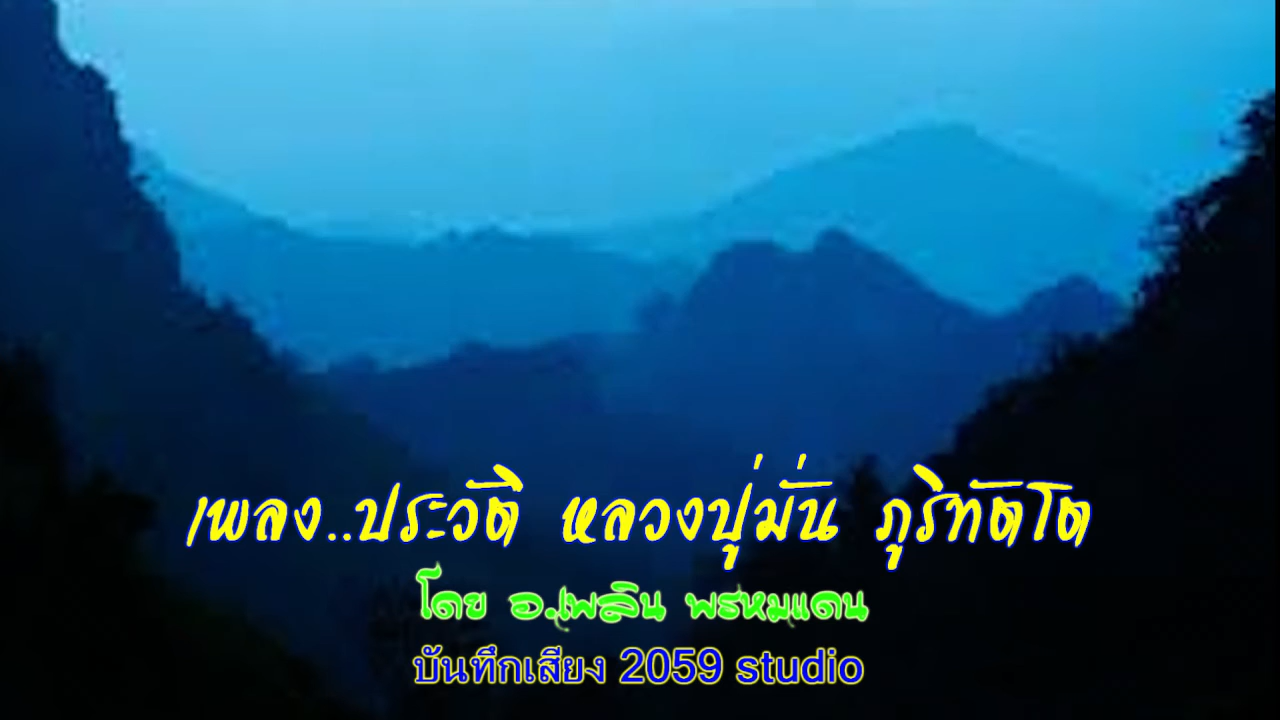 เพลง..ประวัติ หลวงปู่มั่น ภูริทัตโต
โดย อ.เพลิน พรหมแดน
บันทึกเสียง 2059 studio